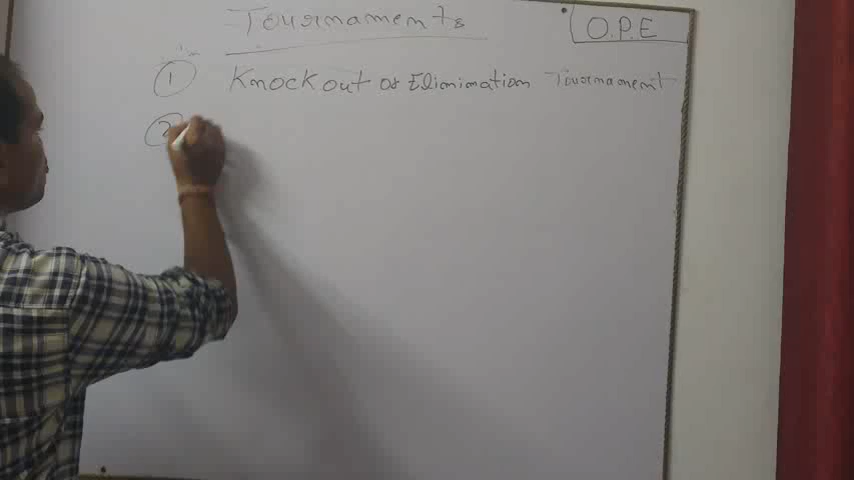 Tournaments
O.P.E
① Knock out or Elimination Tournament
②